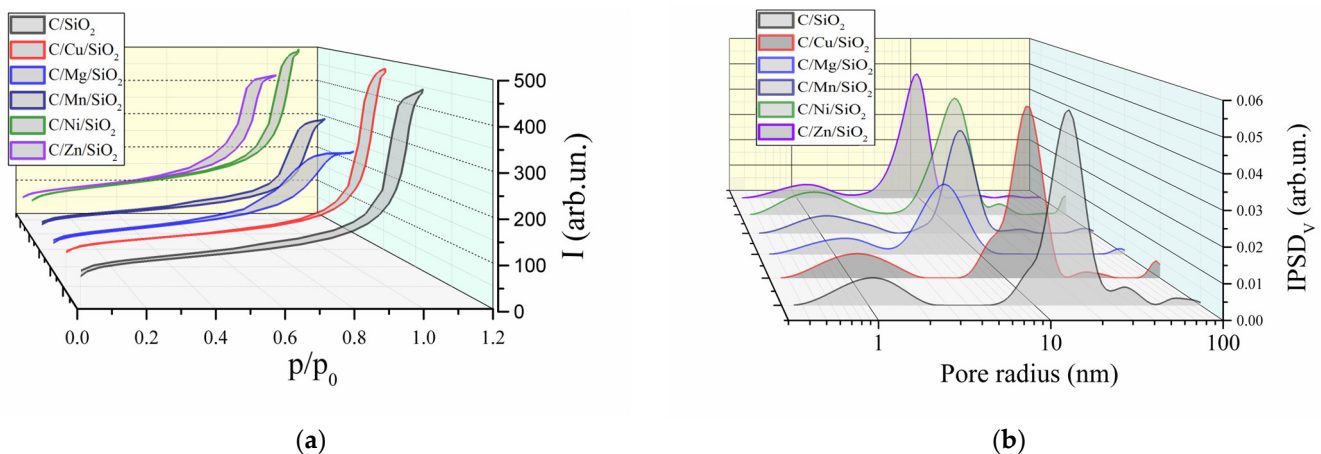 C/SiO₂
C/Cu/SiO₂
C/Mg/SiO₂
C/Mn/SiO₂
C/Ni/SiO₂
C/Zn/SiO₂
500
400
300
200
100
0
I (arb.un.)
0.0 0.2 0.4 0.6 0.8 1.0 1.2
p/p₀
(a)
C/SiO₂
C/Cu/SiO₂
C/Mg/SiO₂
C/Mn/SiO₂
C/Ni/SiO₂
C/Zn/SiO₂
0.06
0.05
0.04
0.03
0.02
0.01
0.00
IPSDᵥ (arb.un.)
1 10 100
Pore radius (nm)
(b)